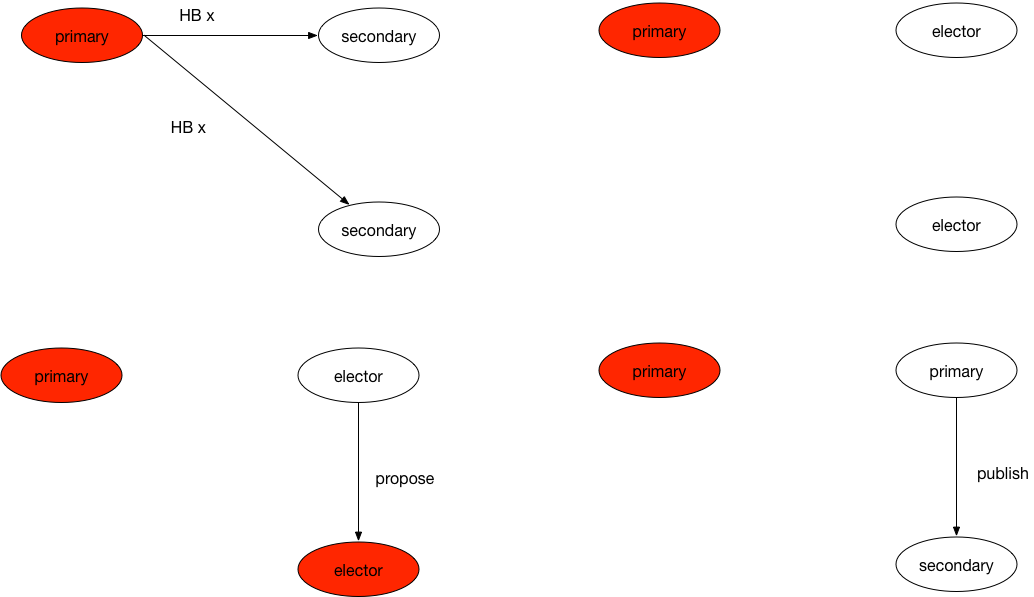 HB x
primary
secondary
HB x
secondary
primary
elector
elector
primary
elector
propose
elector
primary
primary
publish
secondary